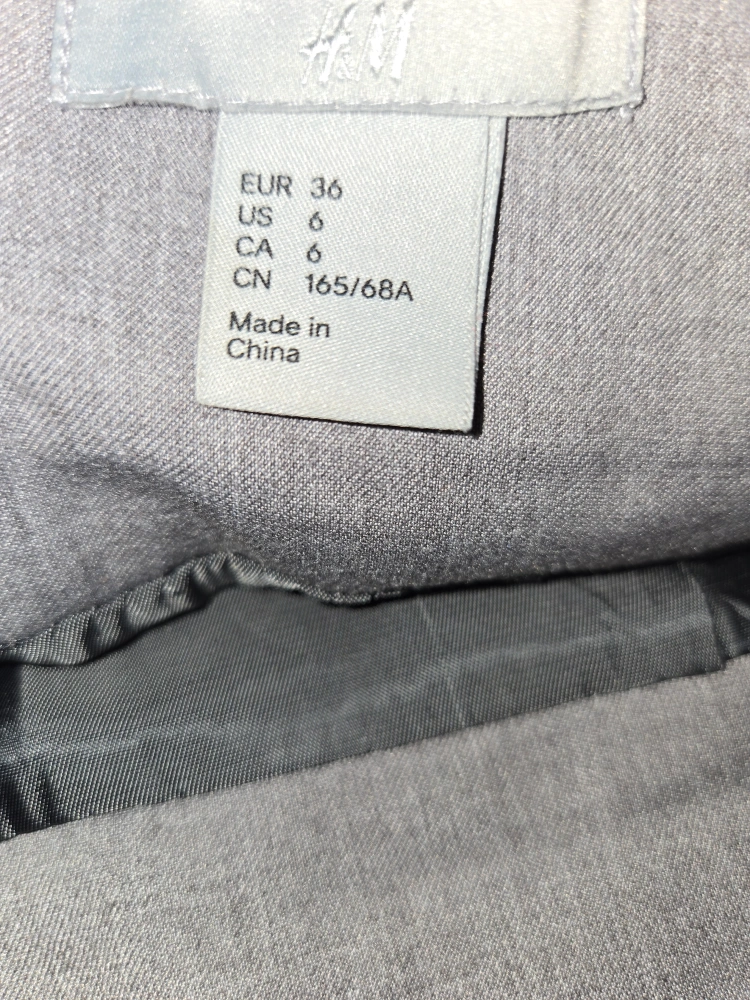 H&M
EUR 36
US 6
CA 6
CN 165/68A
Made in
China